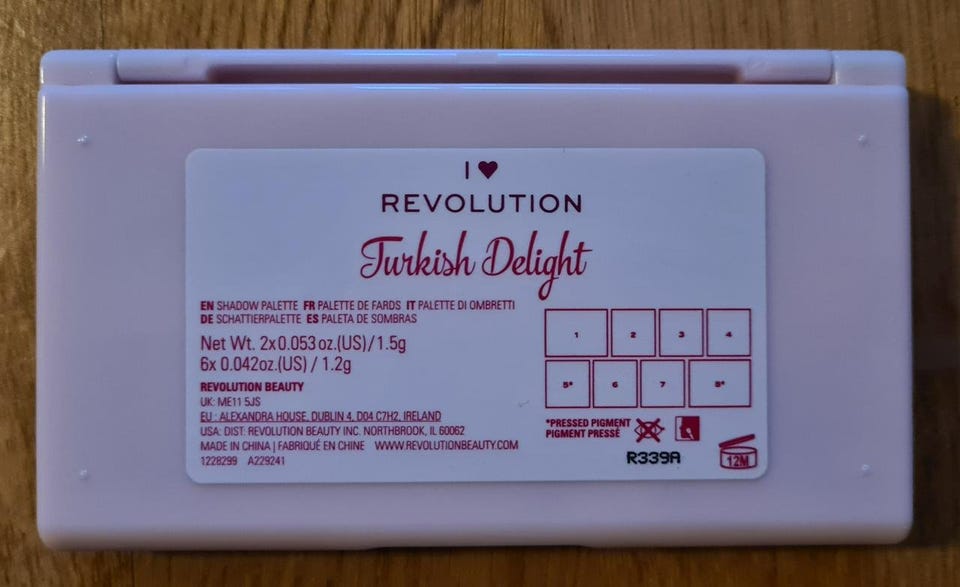 I ♥
REVOLUTION
Turkish Delight
EN SHADOW PALETTE FR PALETTE DE FARDS IT PALETTE DI OMBRETTI
DE SCHATTIERPALETTE ES PALETA DE SOMBRAS
Net Wt. 2x0.053oz.(US)/1.5g
6x 0.042oz.(US) / 1.2g
REVOLUTION BEAUTY
UK: ME11 5JS
EU : ALEXANDRA HOUSE, DUBLIN 4, D04 C7H2, IRELAND
USA: DIST: REVOLUTION BEAUTY INC. NORTHBROOK, IL 60062
MADE IN CHINA | FABRIQUÉ EN CHINE WWW.REVOLUTIONBEAUTY.COM
1228299 A229241
1 2 3 4
5* 6 7 8*
*PRESSED PIGMENT
PIGMENT PRESSÉ
R339A
12M